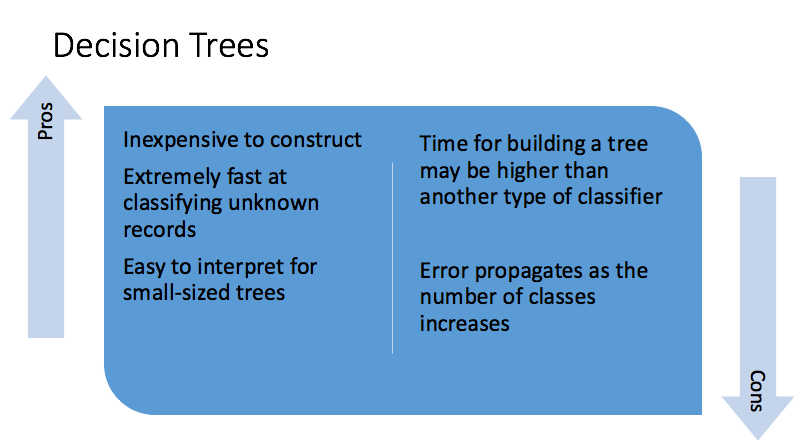 Decision Trees
Pros
Inexpensive to construct
Extremely fast at
classifying unknown
records
Easy to interpret for
small-sized trees
Time for building a tree
may be higher than
another type of classifier
Error propagates as the
number of classes
increases
Cons